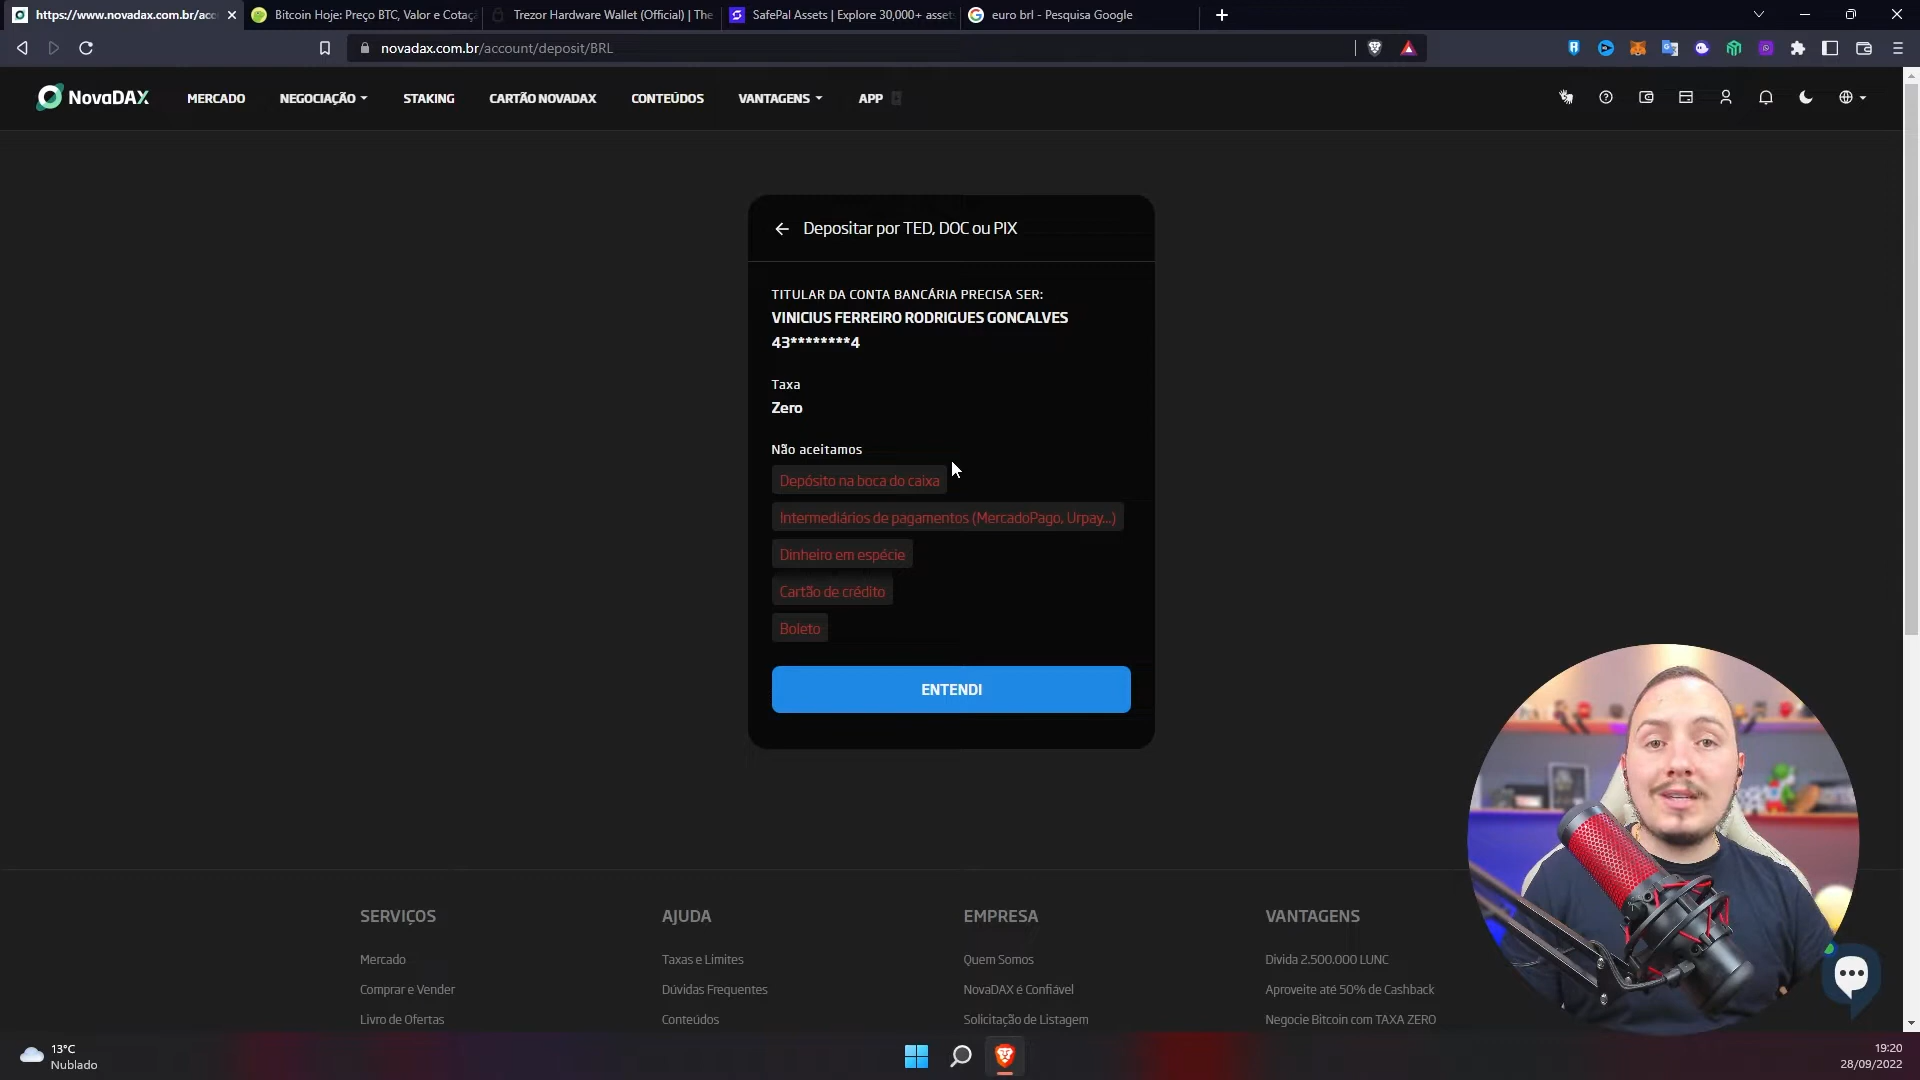 https://www.novadax.com.br/acc
Bitcoin Hoje: Preço BTC, Valor e Cotaç
Trezor Hardware Wallet (Official) | The
SafePal Assets | Explore 30,000+ asset
euro brl - Pesquisa Google
novadax.com.br/account/deposit/BRL
NovaDAX
MERCADO
NEGOCIAÇÃO
STAKING
CARTÃO NOVADAX
CONTEÚDOS
VANTAGENS
APP
Depositar por TED, DOC ou PIX
TITULAR DA CONTA BANCÁRIA PRECISA SER:
VINICIUS FERREIRO RODRIGUES GONCALVES
43********4
Taxa
Zero
Não aceitamos
Depósito na boca do caixa
Intermediários de pagamentos (MercadoPago, Urpay...)
Dinheiro em espécie
Cartão de crédito
Boleto
ENTENDI
SERVIÇOS
Mercado
Comprar e Vender
Livro de Ofertas
AJUDA
Taxas e Limites
Dúvidas Frequentes
Conteúdos
EMPRESA
Quem Somos
NovaDAX é Confiável
Solicitação de Listagem
VANTAGENS
Divida 2.500.000 LUNC
Aproveite até 50% de Cashback
Negocie Bitcoin com TAXA ZERO
13°C
Nublado
19:20
28/09/2022